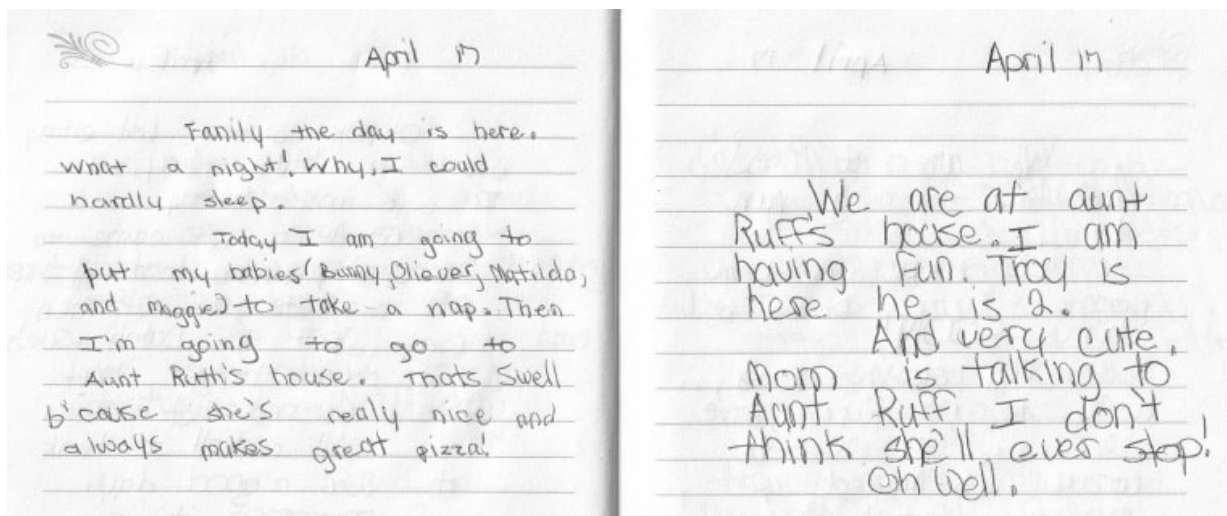 April 17
Fanily the day is here.
What a night! Why, I could
hardly sleep.
Today I am going to
put my babies (Bunny, Oliever, Matilda,
and maggie) to take a nap. Then
I'm going to go to
Aunt Ruth's house. Thats Swell
b'cause she's really nice and
always makes great pizza!
April 17
We are at aunt
Ruffs house. I am
having fun. Troy is
here he is 2.
And very cute.
mom is talking to
Aunt Ruff I don't
think she'll ever stop!
Oh Well.